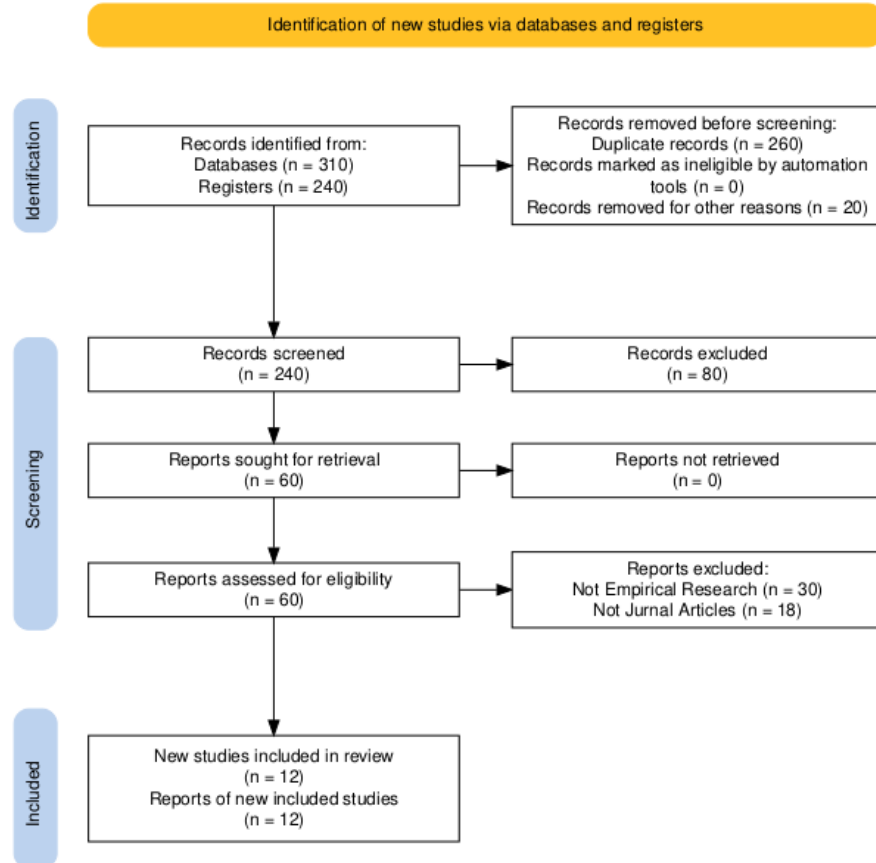 Identification of new studies via databases and registers
Identification
Records identified from:
Databases (n = 310)
Registers (n = 240)
Records removed before screening:
Duplicate records (n = 260)
Records marked as ineligible by automation
tools (n = 0)
Records removed for other reasons (n = 20)
Screening
Records screened
(n = 240)
Records excluded
(n = 80)
Reports sought for retrieval
(n = 60)
Reports not retrieved
(n = 0)
Reports assessed for eligibility
(n = 60)
Reports excluded:
Not Empirical Research (n = 30)
Not Jurnal Articles (n = 18)
Included
New studies included in review
(n = 12)
Reports of new included studies
(n = 12)